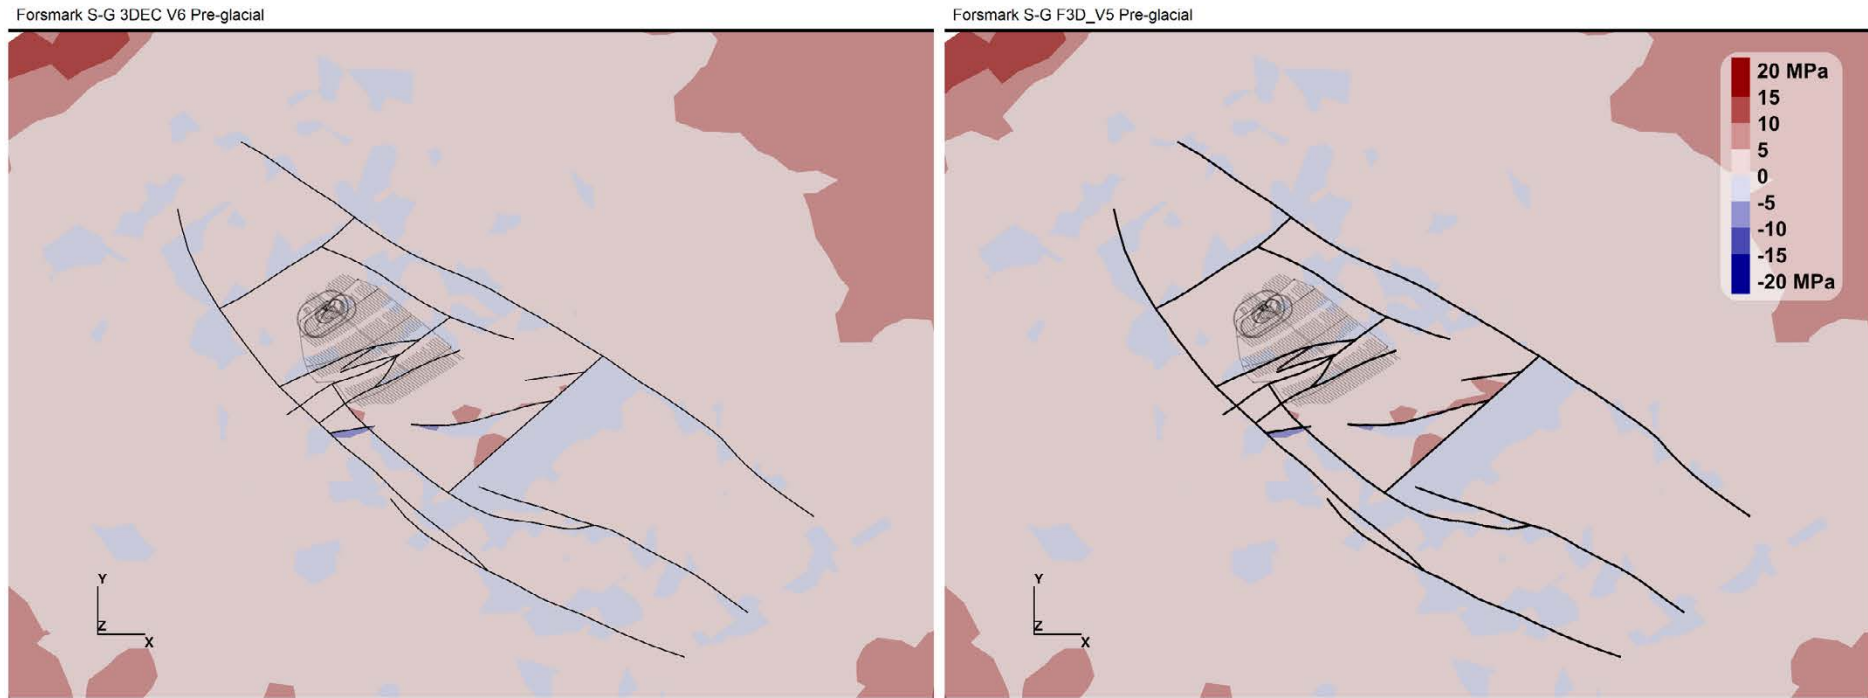 Forsmark S-G 3DEC V6 Pre-glacial
Y
Z
X
Forsmark S-G F3D_V5 Pre-glacial
20 MPa
15
10
5
0
-5
-10
-15
-20 MPa
Y
Z
X